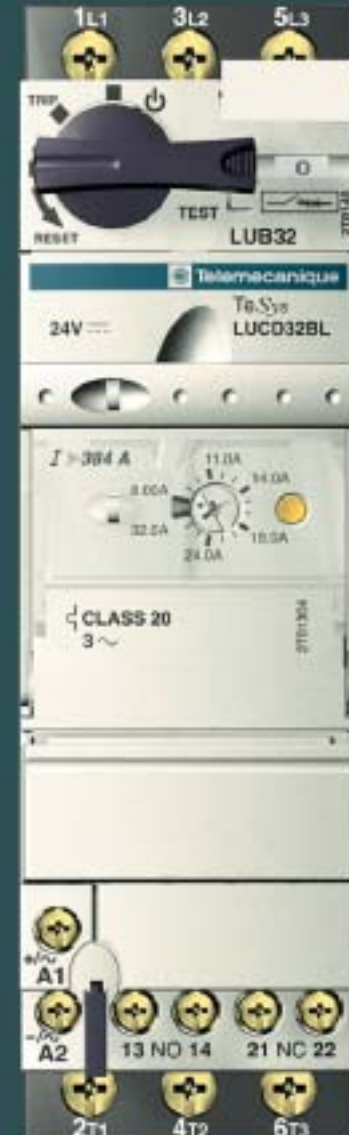 1L1 3L2 5L3
TRIP
O
TEST
RESET
LUB32
Telemecanique
TeSys
24V LUCD32BL
I > 384 A
11.0A
8.00A 14.0A
32.0A 18.0A
24.0A
CLASS 20
3 ~
A1
A2 13 NO 14 21 NC 22
2T1 4T2 6T3